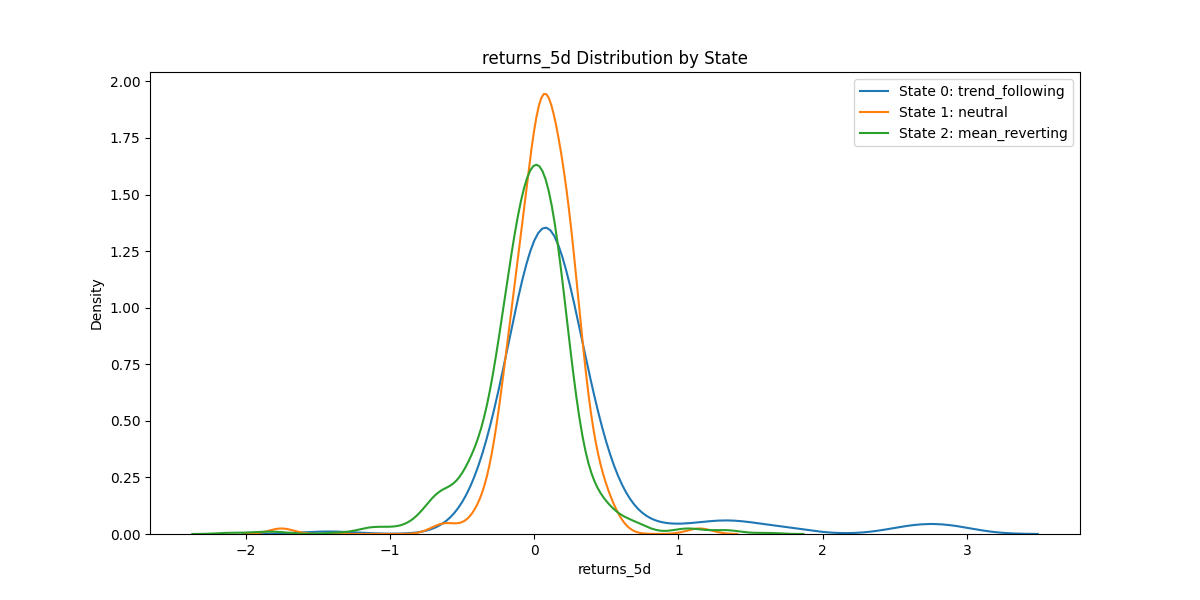 returns_5d Distribution by State
2.00
1.75
1.50
1.25
1.00
0.75
0.50
0.25
0.00
Density
State 0: trend_following
State 1: neutral
State 2: mean_reverting
−2 −1 0 1 2 3
returns_5d